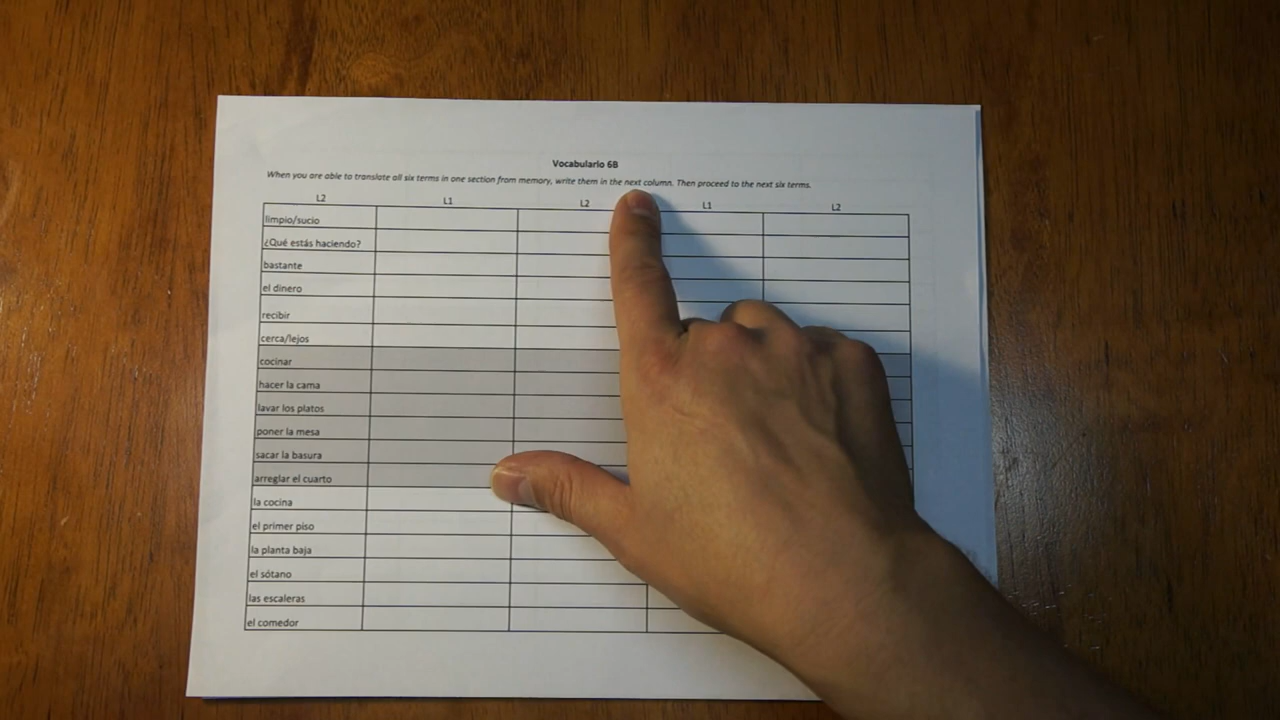 Vocabulario 6B
When you are able to translate all six terms in one section from memory, write them in the next column. Then proceed to the next six terms.
L2 L1 L2 L1 L2
limpio/sucio
¿Qué estás haciendo?
bastante
el dinero
recibir
cerca/lejos
cocinar
hacer la cama
lavar los platos
poner la mesa
sacar la basura
arreglar el cuarto
la cocina
el primer piso
la planta baja
el sótano
las escaleras
el comedor